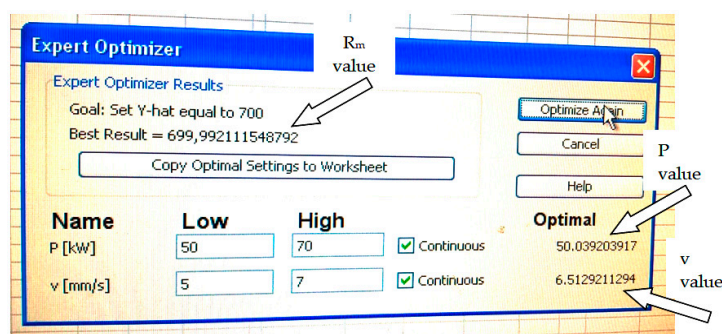 Expert Optimizer
Rm
value
Expert Optimizer Results
Goal: Set Y-hat equal to 700
Best Result = 699,992111548792
Copy Optimal Settings to Worksheet
Optimize Again
Cancel
Help
P
value
Name Low High Optimal
P [kW] 50 70 Continuous 50.039203917
v [mm/s] 5 7 Continuous 6.5129211294
v
value